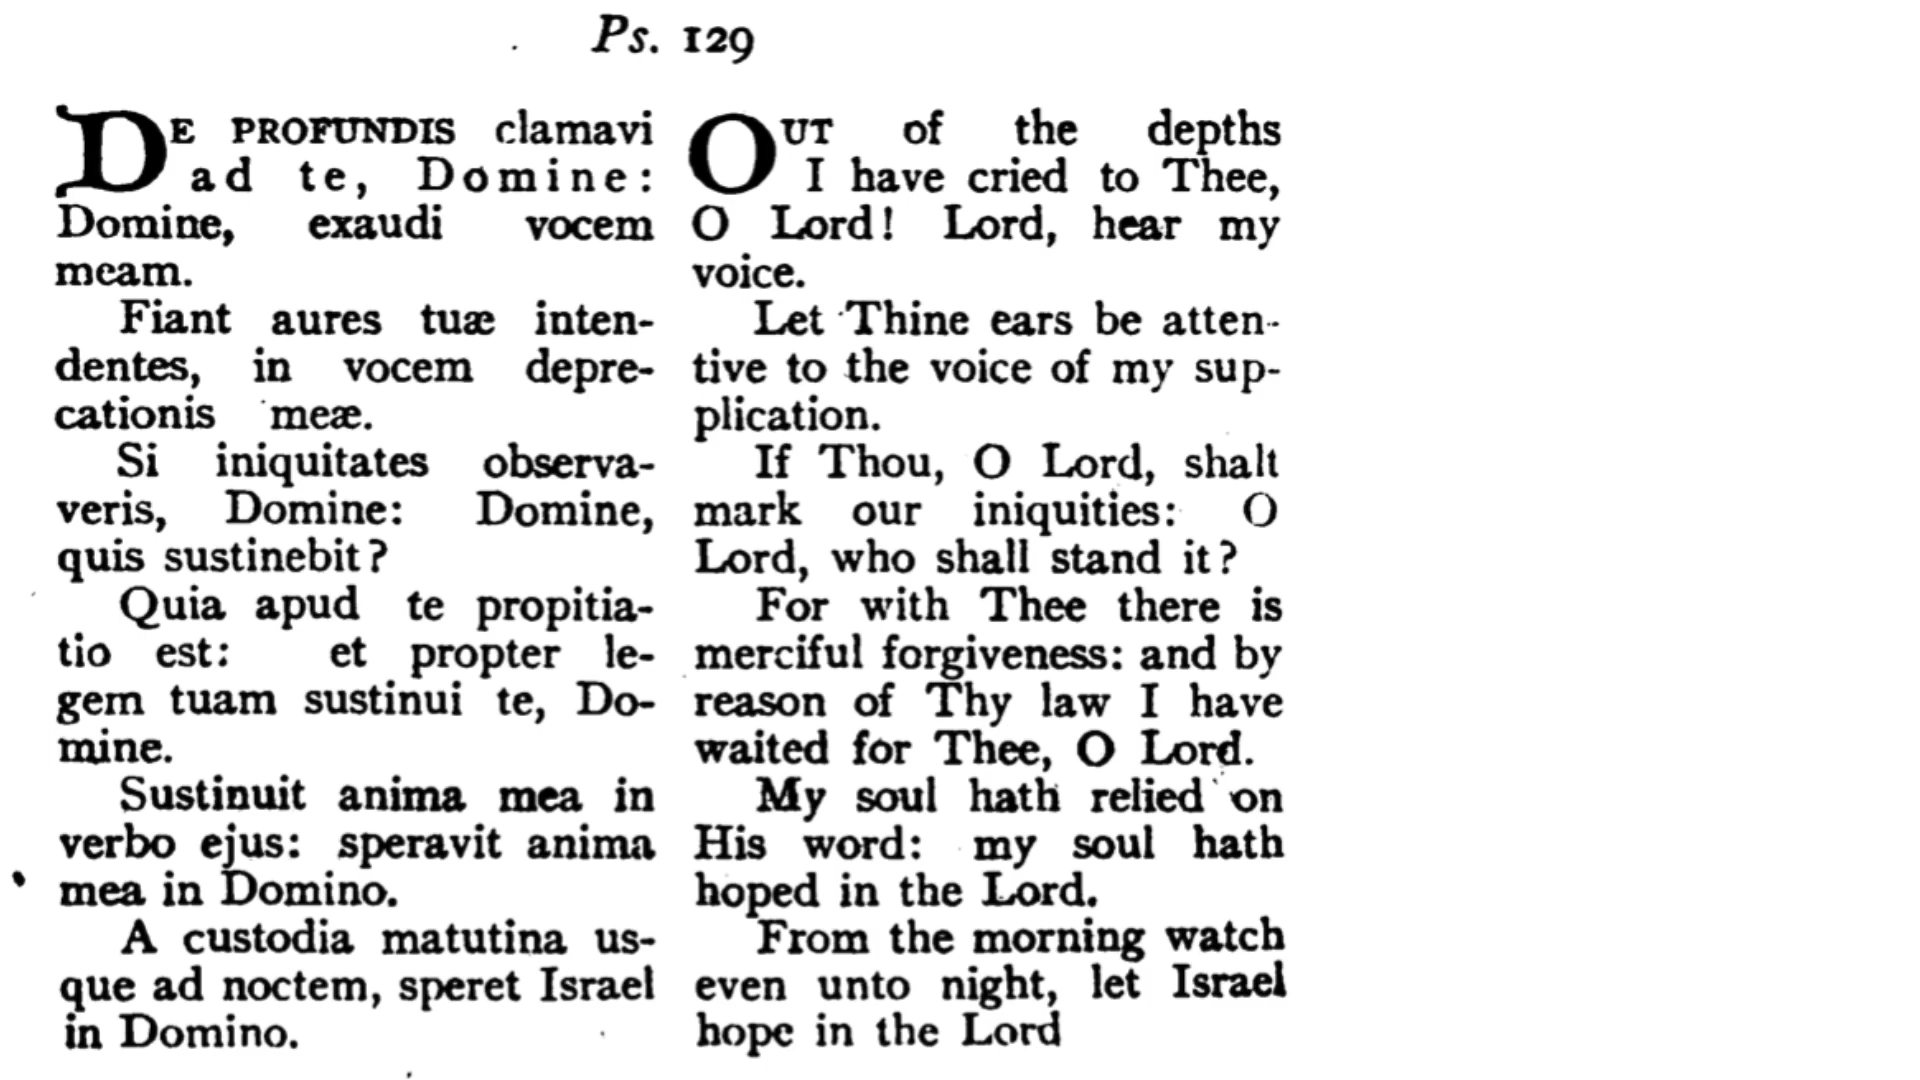 Ps. 129
DE PROFUNDIS clamavi
ad te, Domine:
Domine, exaudi vocem
meam.
Fiant aures tuæ inten-
dentes, in vocem depre-
cationis meæ.
Si iniquitates observa-
veris, Domine: Domine,
quis sustinebit?
Quia apud te propitia-
tio est: et propter le-
gem tuam sustinui te, Do-
mine.
Sustinuit anima mea in
verbo ejus: speravit anima
mea in Domino.
A custodia matutina us-
que ad noctem, speret Israel
in Domino.
OUT of the depths
I have cried to Thee,
O Lord! Lord, hear my
voice.
Let Thine ears be atten-
tive to the voice of my sup-
plication.
If Thou, O Lord, shalt
mark our iniquities: O
Lord, who shall stand it?
For with Thee there is
merciful forgiveness: and by
reason of Thy law I have
waited for Thee, O Lord.
My soul hath relied on
His word: my soul hath
hoped in the Lord.
From the morning watch
even unto night, let Israel
hope in the Lord